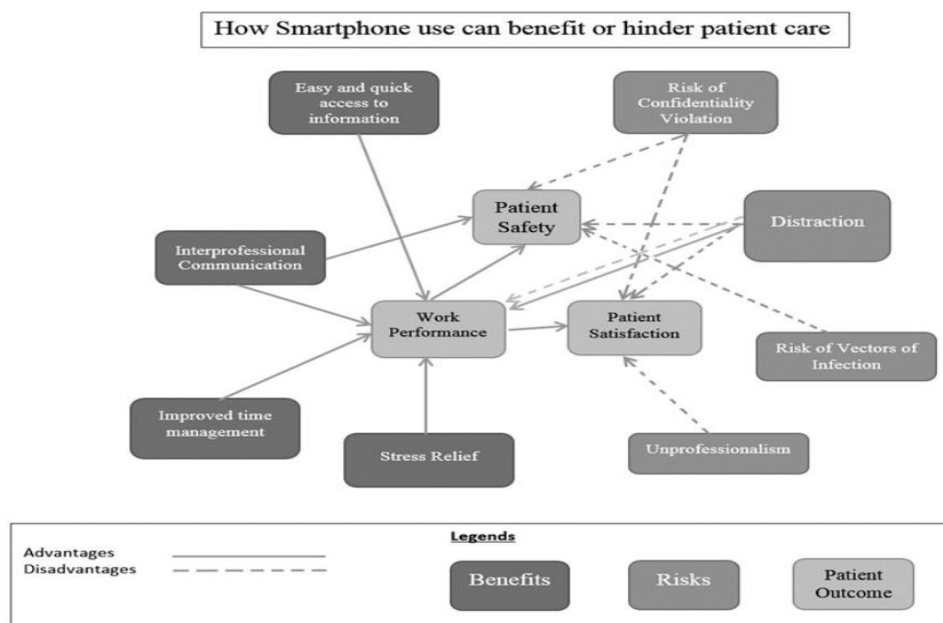 How Smartphone use can benefit or hinder patient care
Easy and quick
access to
information
Risk of
Confidentiality
Violation
Patient
Safety
Distraction
Interprofessional
Communication
Work
Performance
Patient
Satisfaction
Risk of Vectors of
Infection
Improved time
management
Stress Relief
Unprofessionalism
Legends
Advantages
Disadvantages
Benefits
Risks
Patient
Outcome